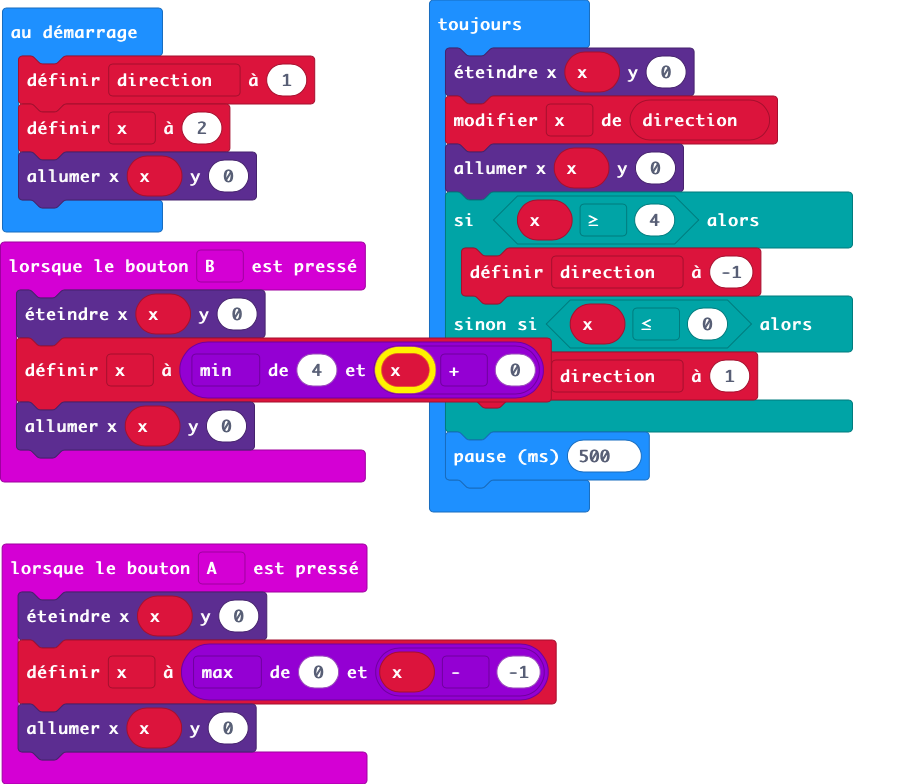 au démarrage
définir direction à 1
définir x à 2
allumer x x y 0
lorsque le bouton B est pressé
éteindre x x y 0
définir x à min de 4 et x + 0
allumer x x y 0
toujours
éteindre x x y 0
modifier x de direction
allumer x x y 0
si x ≥ 4 alors
définir direction à -1
sinon si x ≤ 0 alors
direction à 1
pause (ms) 500
lorsque le bouton A est pressé
éteindre x x y 0
définir x à max de 0 et x - -1
allumer x x y 0